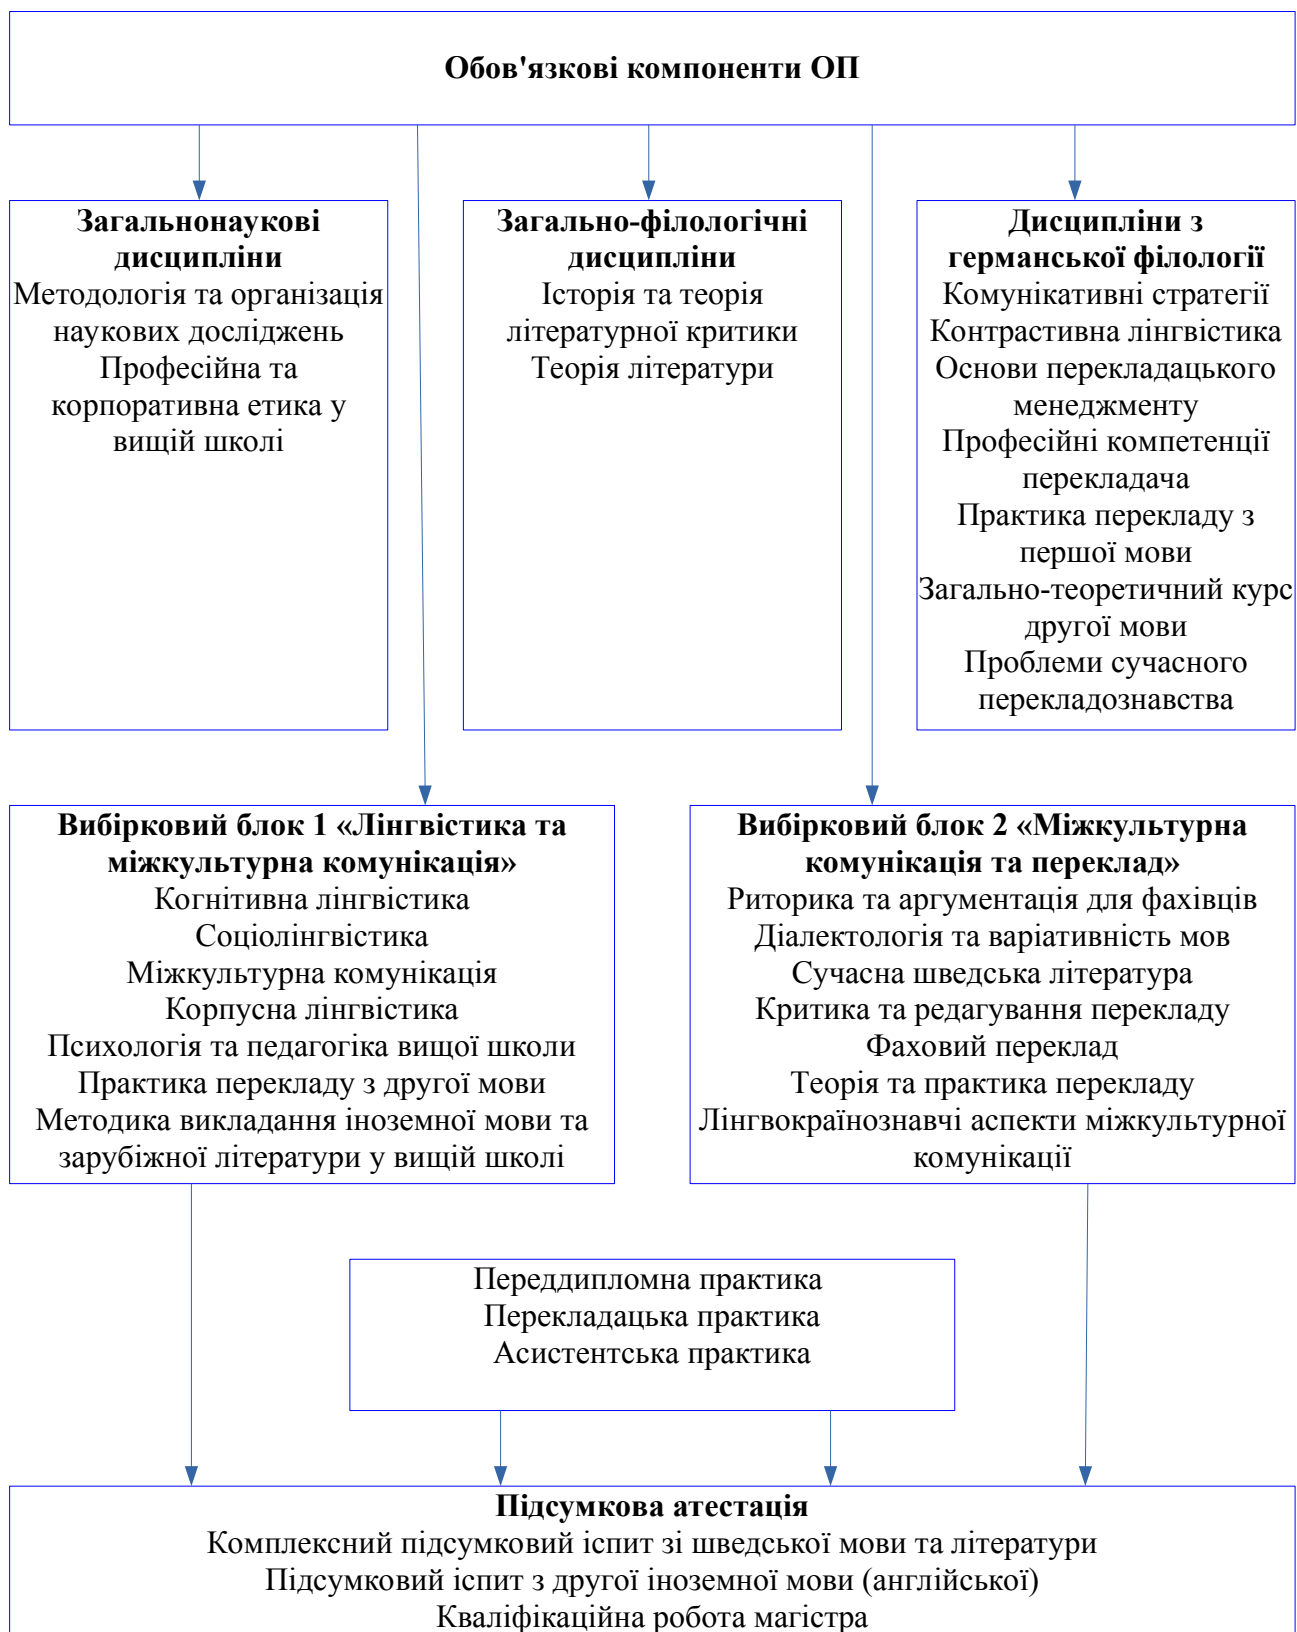 Обов'язкові компоненти ОП
Загальнонаукові
дисципліни
Методологія та організація
наукових досліджень
Професійна та
корпоративна етика у
вищій школі
Загально-філологічні
дисципліни
Історія та теорія
літературної критики
Теорія літератури
Дисципліни з
германської філології
Комунікативні стратегії
Контрастивна лінгвістика
Основи перекладацького
менеджменту
Професійні компетенції
перекладача
Практика перекладу з
першої мови
Загально-теоретичний курс
другої мови
Проблеми сучасного
перекладознавства
Вибірковий блок 1 «Лінгвістика та
міжкультурна комунікація»
Когнітивна лінгвістика
Соціолінгвістика
Міжкультурна комунікація
Корпусна лінгвістика
Психологія та педагогіка вищої школи
Практика перекладу з другої мови
Методика викладання іноземної мови та
зарубіжної літератури у вищій школі
Вибірковий блок 2 «Міжкультурна
комунікація та переклад»
Риторика та аргументація для фахівців
Діалектологія та варіативність мов
Сучасна шведська література
Критика та редагування перекладу
Фаховий переклад
Теорія та практика перекладу
Лінгвокраїнознавчі аспекти міжкультурної
комунікації
Переддипломна практика
Перекладацька практика
Асистентська практика
Підсумкова атестація
Комплексний підсумковий іспит зі шведської мови та літератури
Підсумковий іспит з другої іноземної мови (англійської)
Кваліфікаційна робота магістра